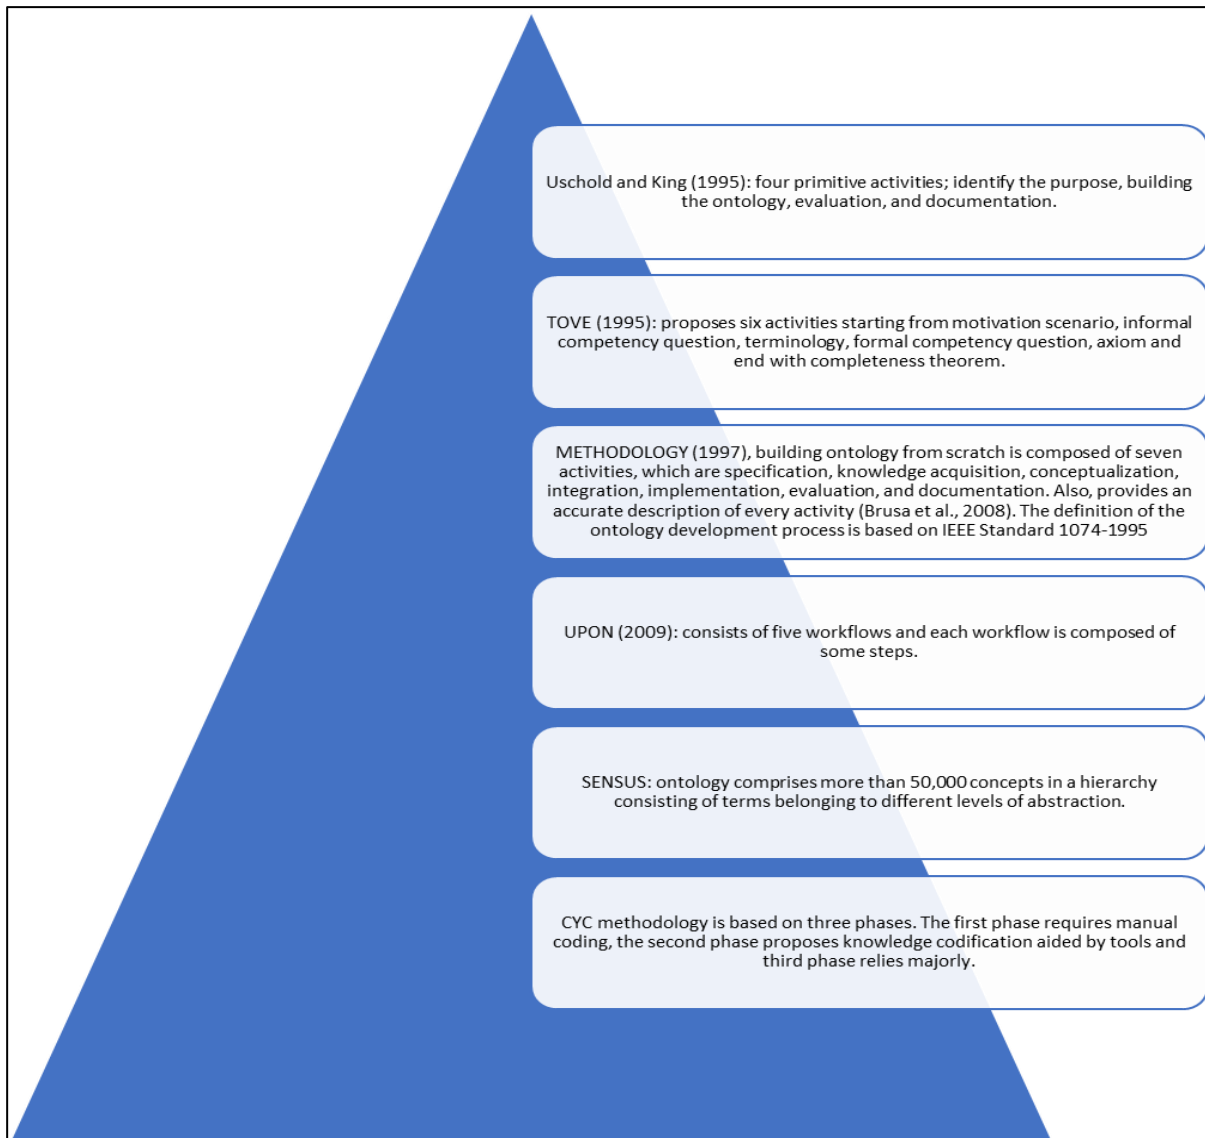 Uschold and King (1995): four primitive activities; identify the purpose, building
the ontology, evaluation, and documentation.
TOVE (1995): proposes six activities starting from motivation scenario, informal
competency question, terminology, formal competency question, axiom and
end with completeness theorem.
METHODOLOGY (1997), building ontology from scratch is composed of seven
activities, which are specification, knowledge acquisition, conceptualization,
integration, implementation, evaluation, and documentation. Also, provides an
accurate description of every activity (Brusa et al., 2008). The definition of the
ontology development process is based on IEEE Standard 1074-1995
UPON (2009): consists of five workflows and each workflow is composed of
some steps.
SENSUS: ontology comprises more than 50,000 concepts in a hierarchy
consisting of terms belonging to different levels of abstraction.
CYC methodology is based on three phases. The first phase requires manual
coding, the second phase proposes knowledge codification aided by tools and
third phase relies majorly.